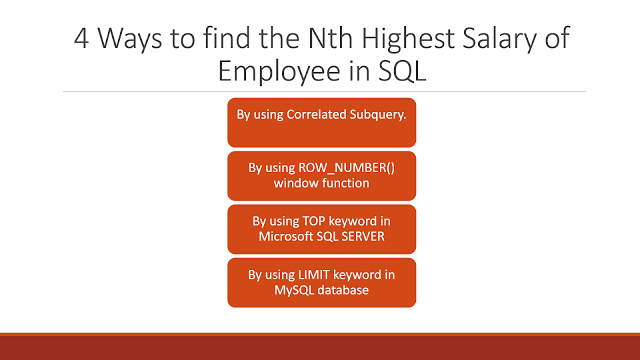 4 Ways to find the Nth Highest Salary of
Employee in SQL
By using Correlated Subquery.
By using ROW_NUMBER()
window function
By using TOP keyword in
Microsoft SQL SERVER
By using LIMIT keyword in
MySQL database